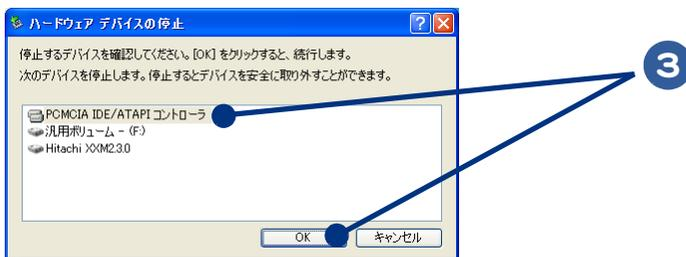 ハードウェア デバイスの停止
停止するデバイスを確認してください。[OK] をクリックすると、続行します。
次のデバイスを停止します。停止するとデバイスを安全に取り外すことができます。
3
PCMCIA IDE/ATAPI コントローラ
汎用ボリューム - (F:)
Hitachi XXM2.3.0
OK
キャンセル